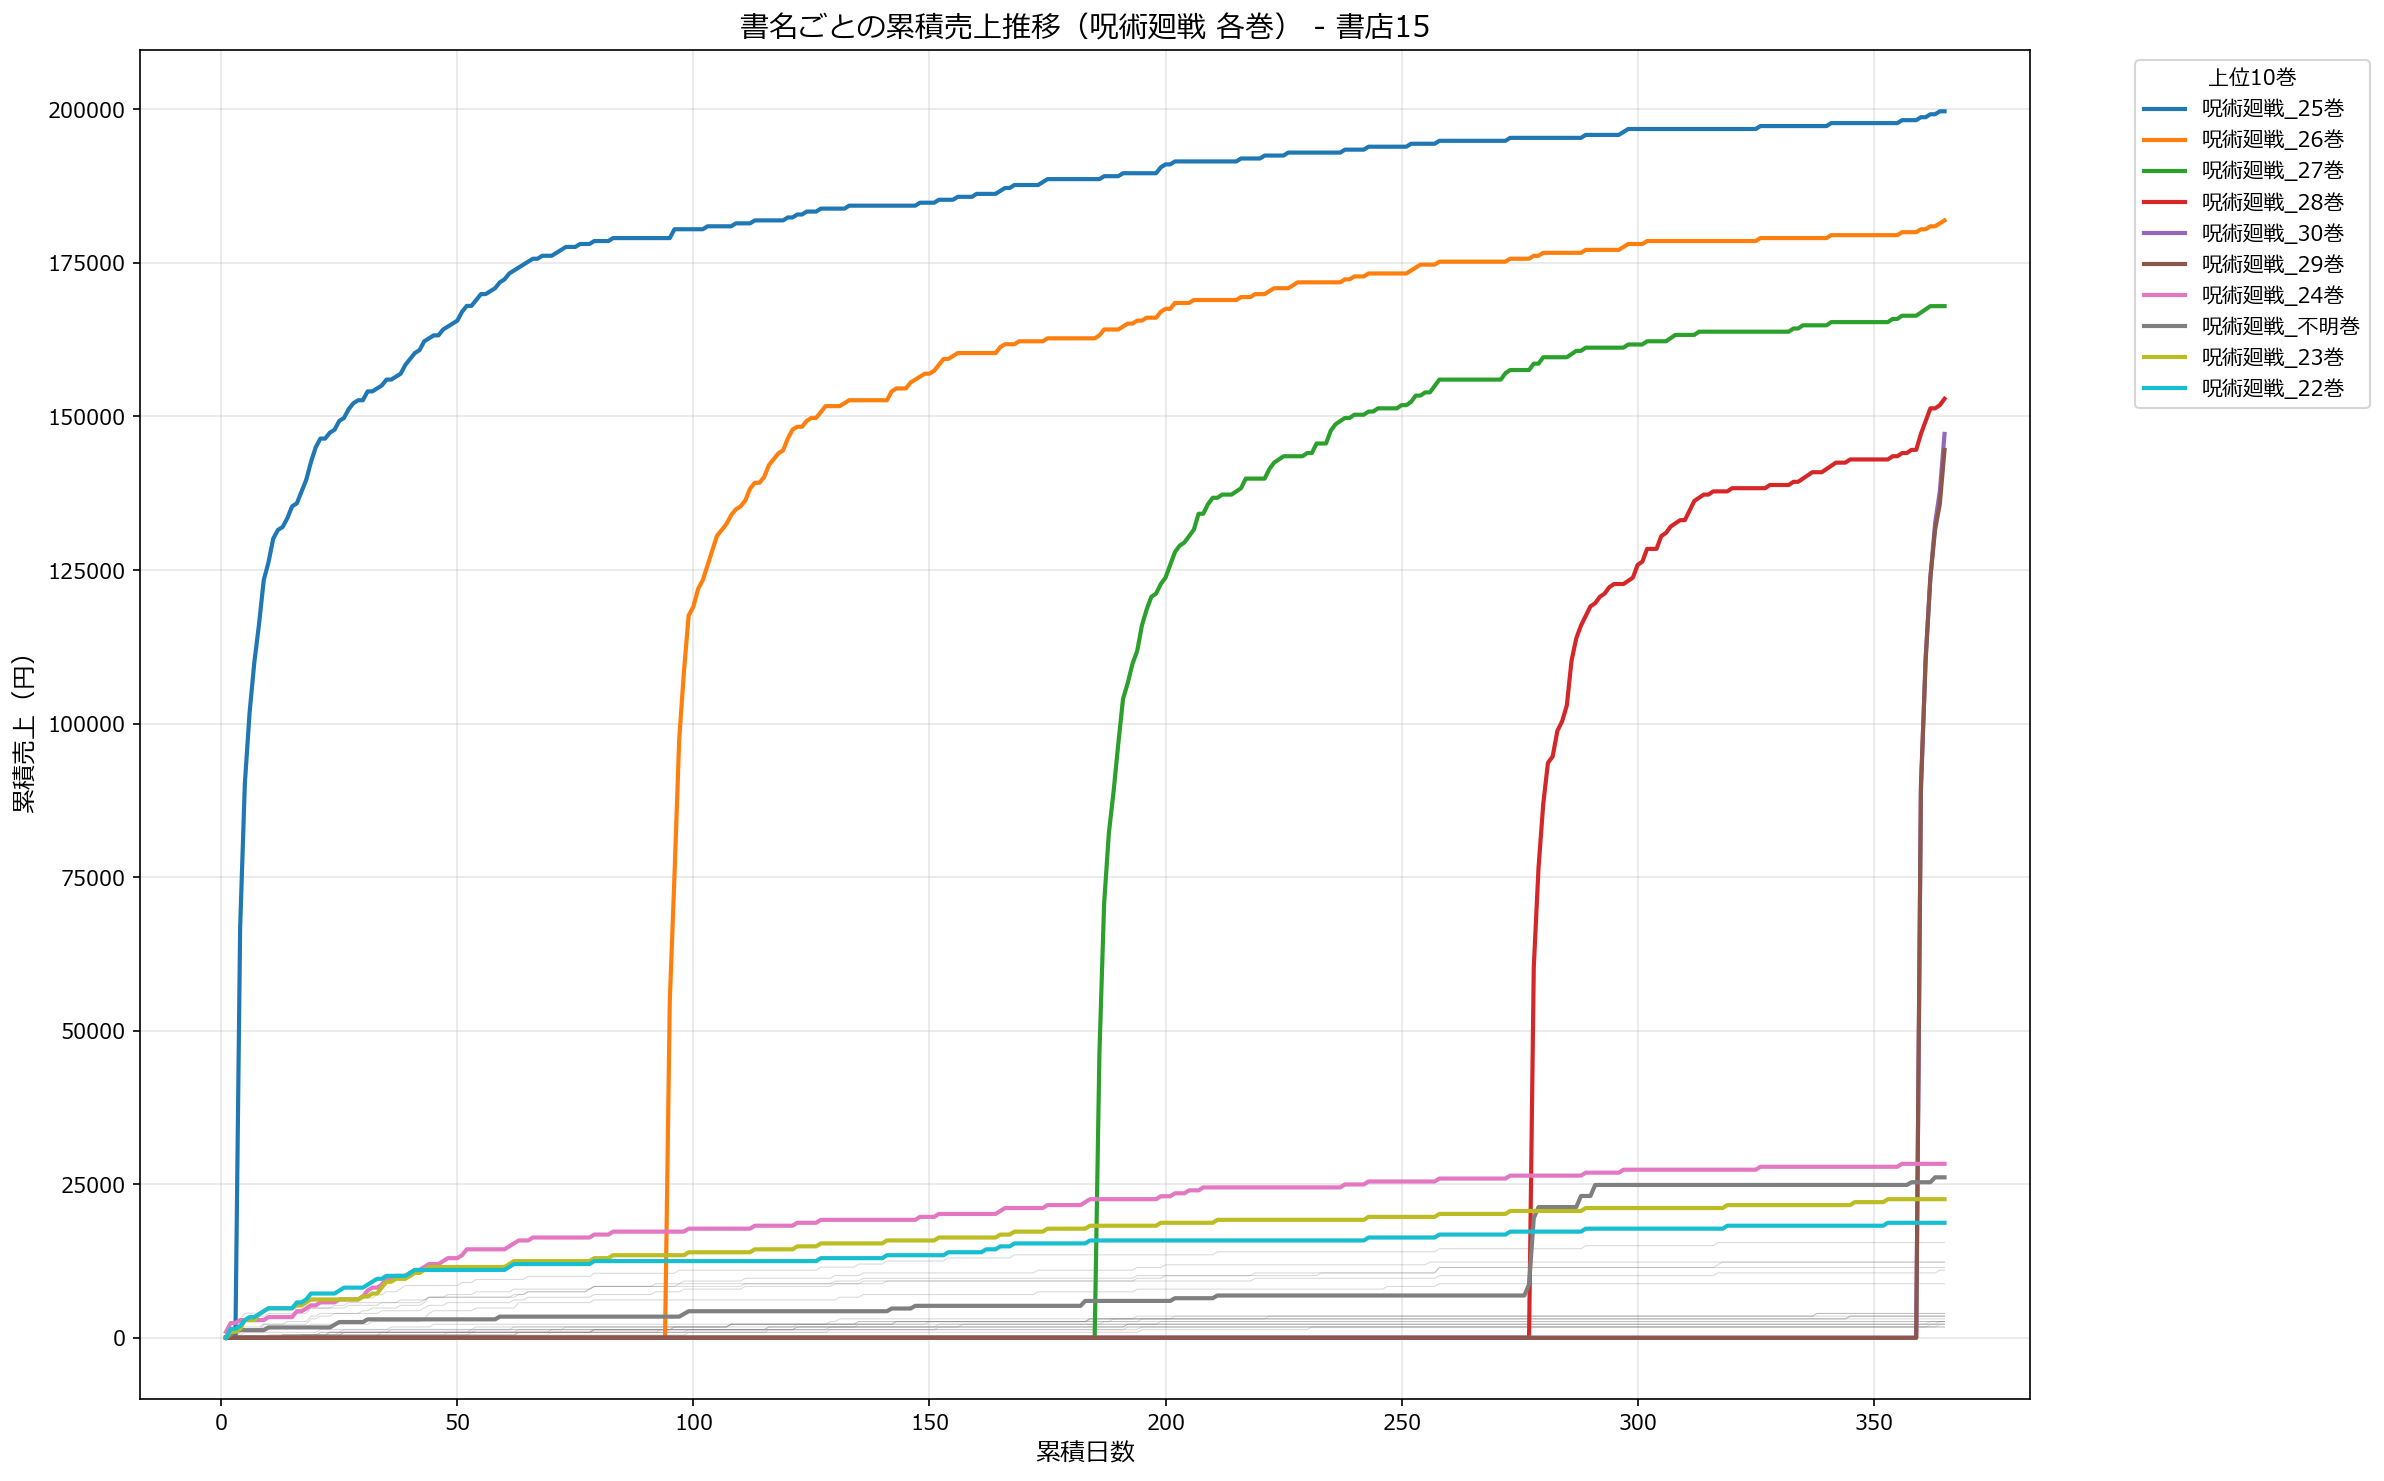 書名ごとの累積売上推移（呪術廻戦 各巻） - 書店15
上位10巻
呪術廻戦_25巻
呪術廻戦_26巻
呪術廻戦_27巻
呪術廻戦_28巻
呪術廻戦_30巻
呪術廻戦_29巻
呪術廻戦_24巻
呪術廻戦_不明巻
呪術廻戦_23巻
呪術廻戦_22巻
累積売上（円）
200000
175000
150000
125000
100000
75000
50000
25000
0
0 50 100 150 200 250 300 350
累積日数